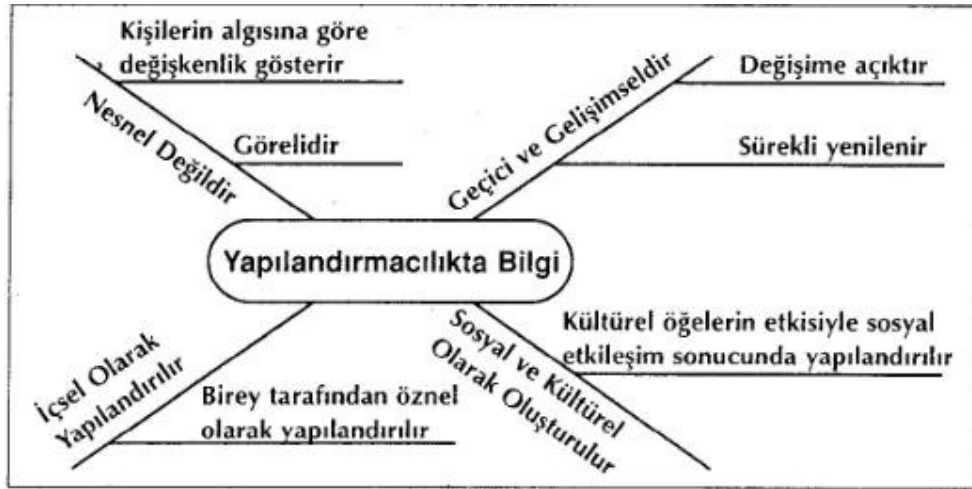 Kişilerin algısına göre
değişkenlik gösterir
Nesnel Değildir
Görelidir
Geçici ve Gelişimseldir
Değişime açıktır
Sürekli yenilenir
Yapılandırmacılıkta Bilgi
İçsel Olarak
Yapılandırılır
Birey tarafından öznel
olarak yapılandırılır
Sosyal ve Kültürel
Olarak Oluşturulur
Kültürel öğelerin etkisiyle sosyal
etkileşim sonucunda yapılandırılır